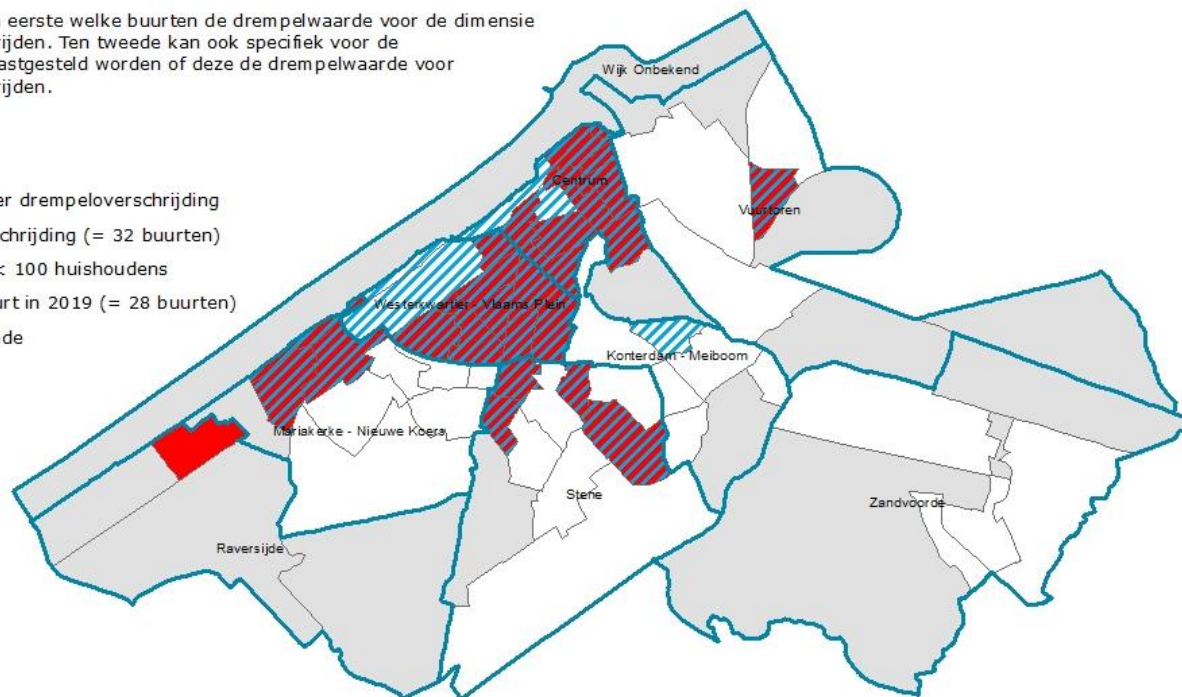 eerste welke buurten de drempelwaarde voor de dimensie
rijden. Ten tweede kan ook specifiek voor de
astgesteld worden of deze de drempelwaarde voor
rijden.
er drempeloverschrijding
chrijding (= 32 buurten)
< 100 huishoudens
urt in 2019 (= 28 buurten)
de
Wijk Onbekend
Centrum
Vuurtoren
Westerkwartier - Vlaams Plein
Konterdam - Meiboom
Mariakerke - Nieuwe Koers
Stene
Zandvoorde
Raversijde